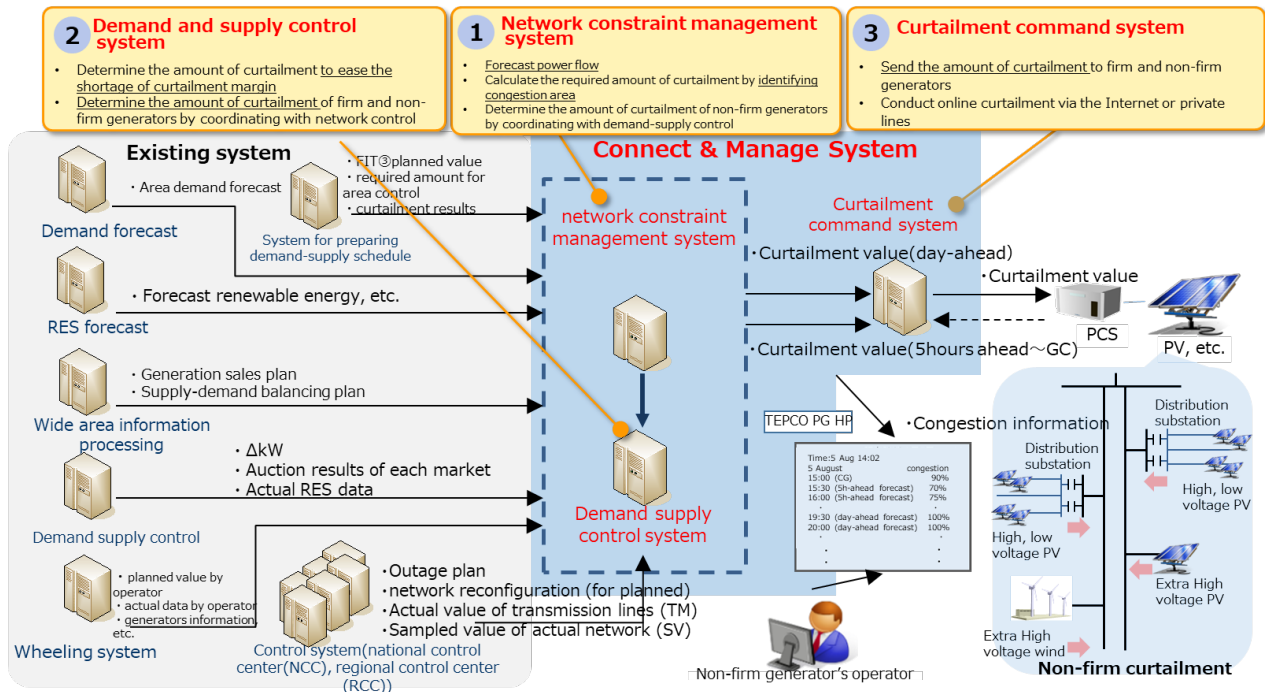 2
Demand and supply control
system
• Determine the amount of curtailment to ease the
shortage of curtailment margin
• Determine the amount of curtailment of firm and non-
firm generators by coordinating with network control
1
Network constraint management
system
• Forecast power flow
• Calculate the required amount of curtailment by identifying
congestion area
• Determine the amount of curtailment of non-firm generators
by coordinating with demand-supply control
3
Curtailment command system
• Send the amount of curtailment to firm and non-firm
generators
• Conduct online curtailment via the Internet or private
lines
Existing system
・Area demand forecast
Demand forecast
・FIT③planned value
・required amount for
area control
・curtailment results
System for preparing
demand-supply schedule
・Forecast renewable energy, etc.
RES forecast
・Generation sales plan
・Supply-demand balancing plan
Wide area information
processing
・ΔkW
・Auction results of each market
・Actual RES data
Demand supply control
・planned value by
operator
・actual data by operator
・generators information,
etc.
Wheeling system
・Outage plan
・network reconfiguration (for planned)
・Actual value of transmission lines (TM)
・Sampled value of actual network (SV)
Control system(national control
center(NCC), regional control center
(RCC))
Connect & Manage System
network constraint
management system
Demand supply
control system
Curtailment
command system
・Curtailment value(day-ahead)
・Curtailment value(5hours ahead～GC)
・Curtailment value
PCS
PV, etc.
TEPCO PG HP
・Congestion information
Time:5 Aug 14:02
5 August congestion
15:00 (CG) 90%
15:30 (5h-ahead forecast) 70%
16:00 (5h-ahead forecast) 75%
・ ・
・ ・
19:30 (day-ahead forecast) 100%
20:00 (day-ahead forecast) 100%
・ ・
・ ・
・ ・
Non-firm generator's operator
Distribution
substation
Distribution
substation
High, low
voltage PV
High, low
voltage PV
Extra High
voltage PV
Extra High
voltage wind
Non-firm curtailment